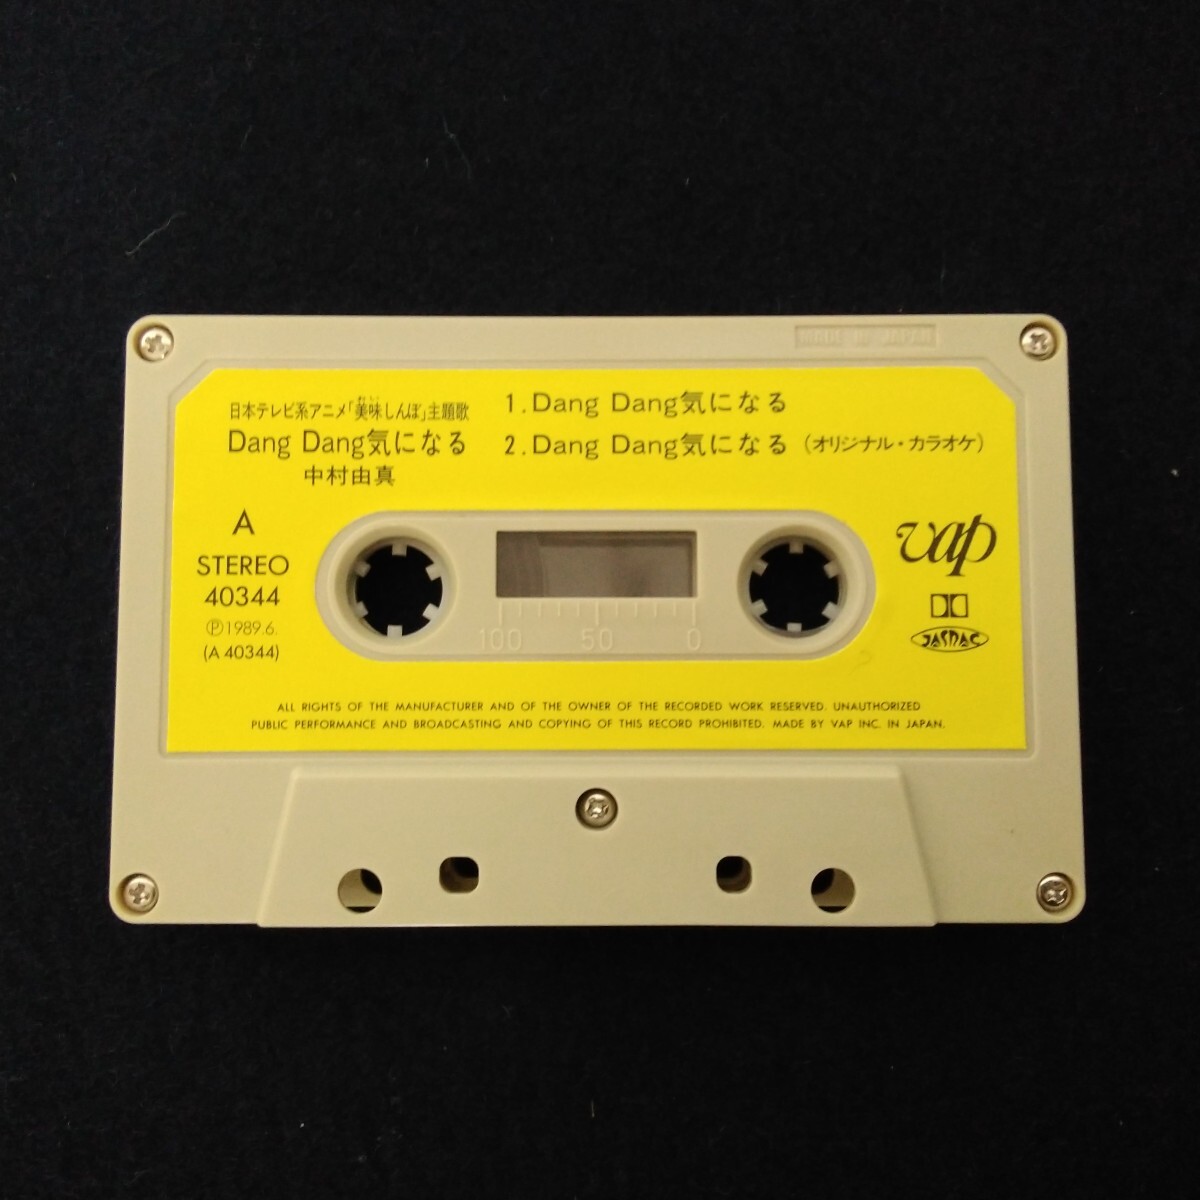 MADE IN JAPAN
日本テレビ系アニメ「美味しんぼ」主題歌
おい
Dang Dang気になる
中村由真
1.Dang Dang気になる
2.Dang Dang気になる (オリジナル・カラオケ)
A
STEREO
40344
Ⓟ1989.6.
(A 40344)
vap
JASRAC
100 50 0
ALL RIGHTS OF THE MANUFACTURER AND OF THE OWNER OF THE RECORDED WORK RESERVED. UNAUTHORIZED
PUBLIC PERFORMANCE AND BROADCASTING AND COPYING OF THIS RECORD PROHIBITED. MADE BY VAP INC. IN JAPAN.